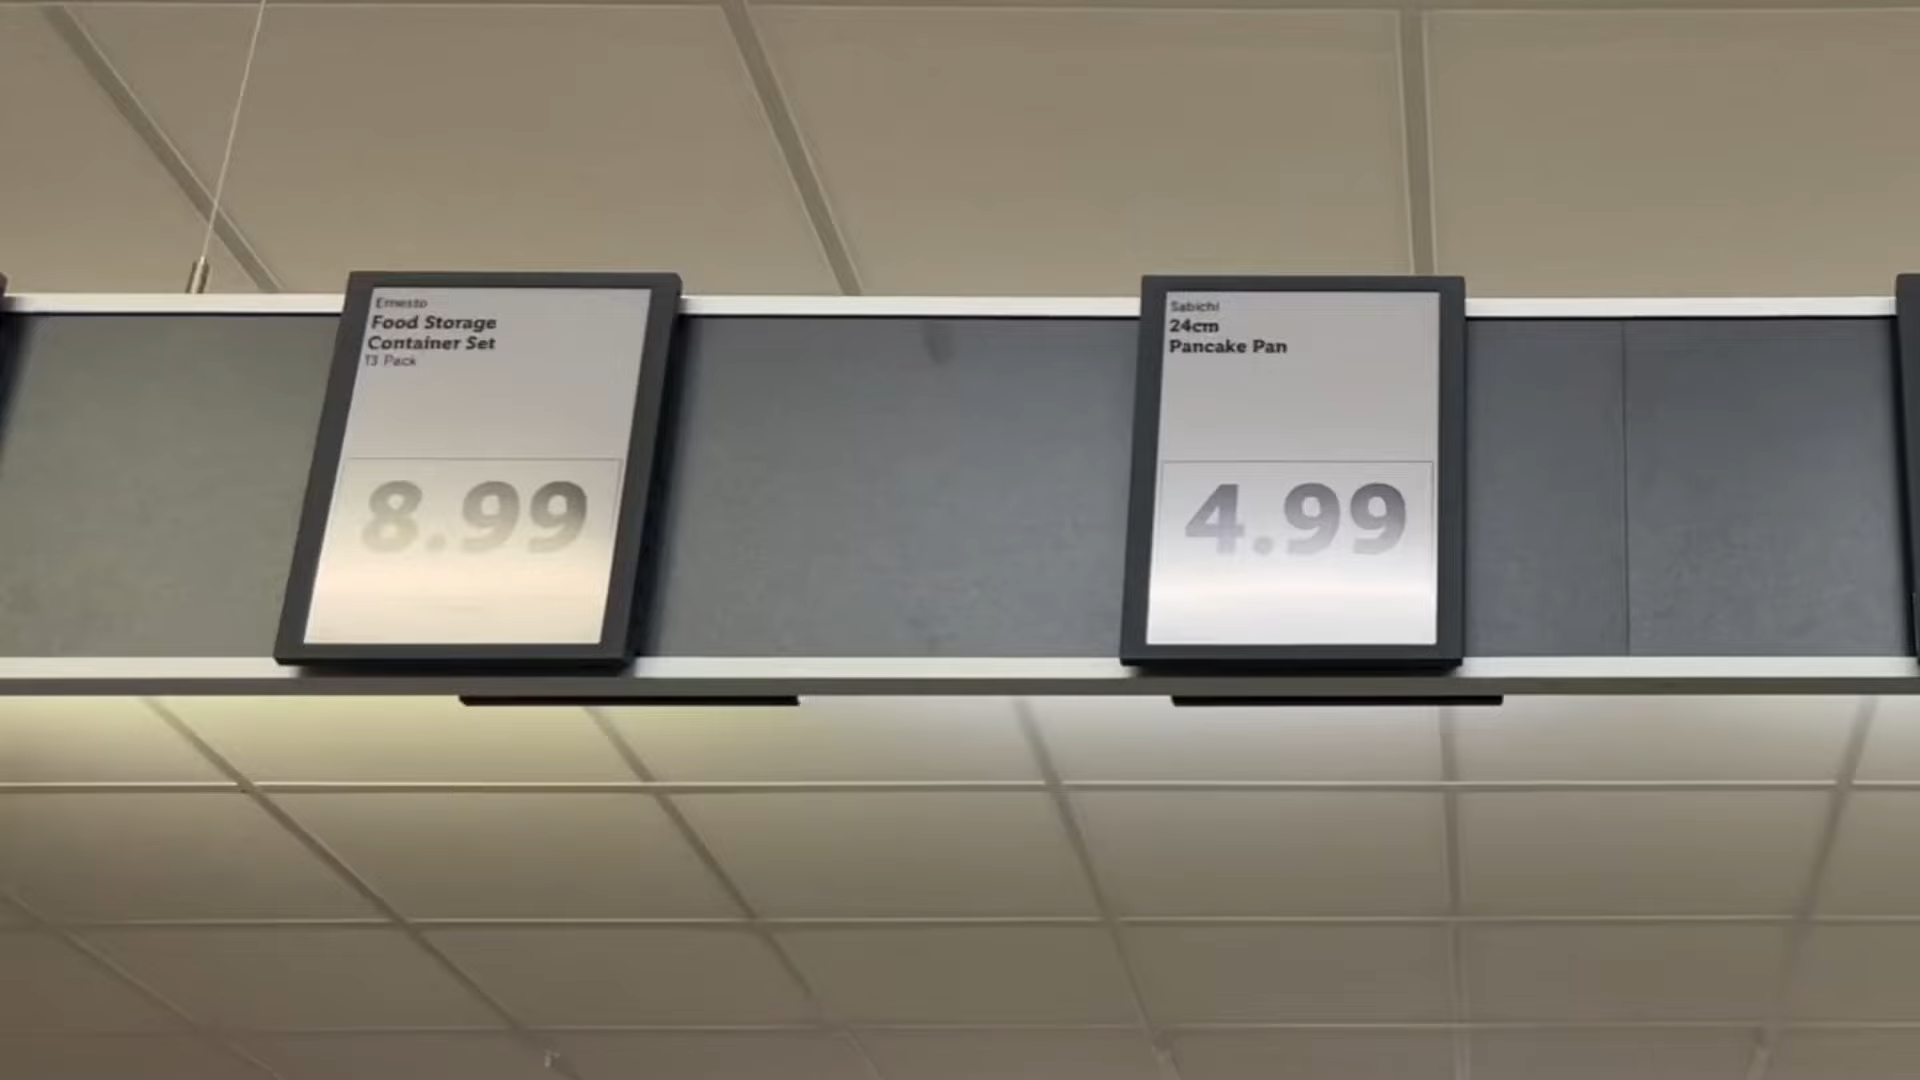 Ernesto
Food Storage
Container Set
13 Pack
8.99
Sabichi
24cm
Pancake Pan
4.99